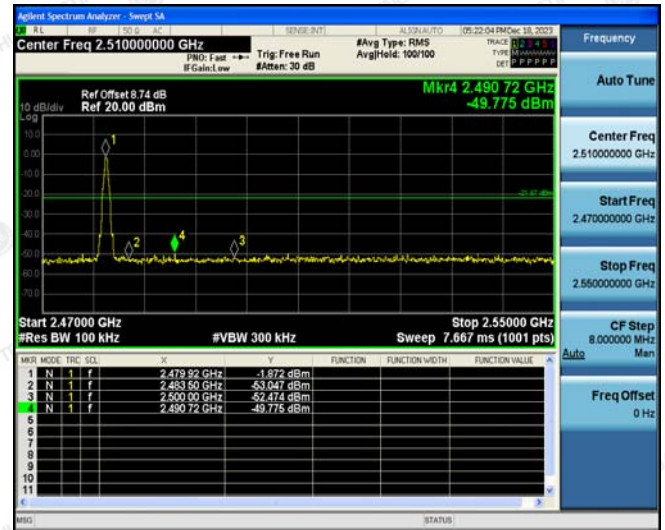 Agilent Spectrum Analyzer - Swept SA
RL RF 50 Ω AC SENSE:INT ALIGN AUTO 05:22:04 PM Dec 18, 2023
Center Freq 2.510000000 GHz
PNO: Fast
IFGain:Low
Trig: Free Run
#Atten: 30 dB
#Avg Type: RMS
Avg|Hold: 100/100
TRACE 1 2 3 4 5 6
TYPE M
DET P P P P P P
Mkr4 2.490 72 GHz
-49.775 dBm
Ref Offset 8.74 dB
10 dB/div Ref 20.00 dBm
Log
10.0
0.00
-10.0
-20.0
-30.0
-40.0
-50.0
-60.0
-70.0
1
2
4
3
Start 2.47000 GHz Stop 2.55000 GHz
#Res BW 100 kHz #VBW 300 kHz Sweep 7.667 ms (1001 pts)
MKR MODE TRC SCL X Y FUNCTION FUNCTION WIDTH FUNCTION VALUE
1 N 1 f 2.479 92 GHz -1.872 dBm
2 N 1 f 2.483 50 GHz -53.047 dBm
3 N 1 f 2.500 00 GHz -52.474 dBm
4 N 1 f 2.490 72 GHz -49.775 dBm
5
6
7
8
9
10
11
MSG STATUS
Frequency
Auto Tune
Center Freq
2.510000000 GHz
Start Freq
2.470000000 GHz
Stop Freq
2.550000000 GHz
CF Step
8.000000 MHz
Auto Man
Freq Offset
0 Hz